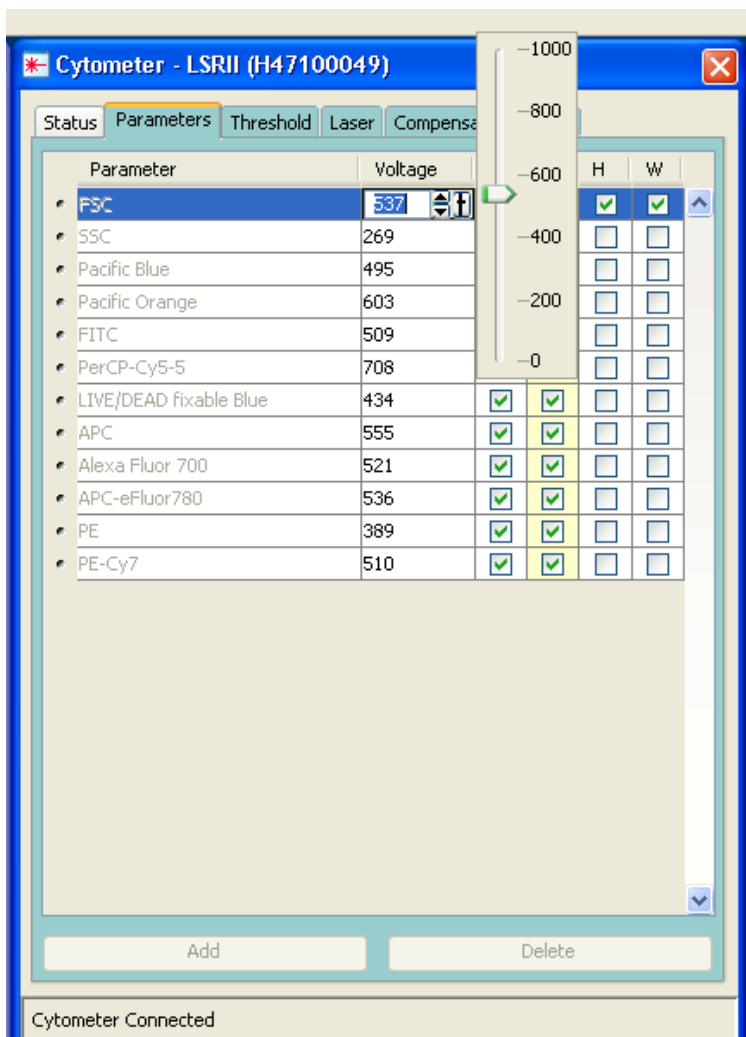 Cytometer - LSRII (H47100049)
Status Parameters Threshold Laser Compensa
Parameter Voltage H W
FSC 537
SSC 269
Pacific Blue 495
Pacific Orange 603
FITC 509
PerCP-Cy5-5 708
LIVE/DEAD fixable Blue 434
APC 555
Alexa Fluor 700 521
APC-eFluor780 536
PE 389
PE-Cy7 510
1000
800
600
400
200
0
Add Delete
Cytometer Connected